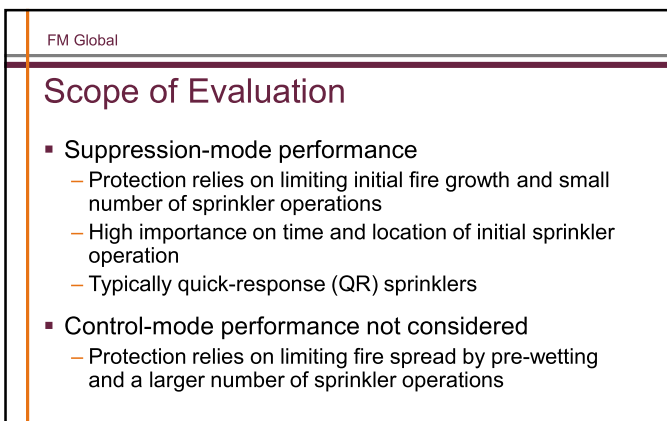 FM Global
Scope of Evaluation
▪ Suppression-mode performance
– Protection relies on limiting initial fire growth and small
number of sprinkler operations
– High importance on time and location of initial sprinkler
operation
– Typically quick-response (QR) sprinklers
▪ Control-mode performance not considered
– Protection relies on limiting fire spread by pre-wetting
and a larger number of sprinkler operations